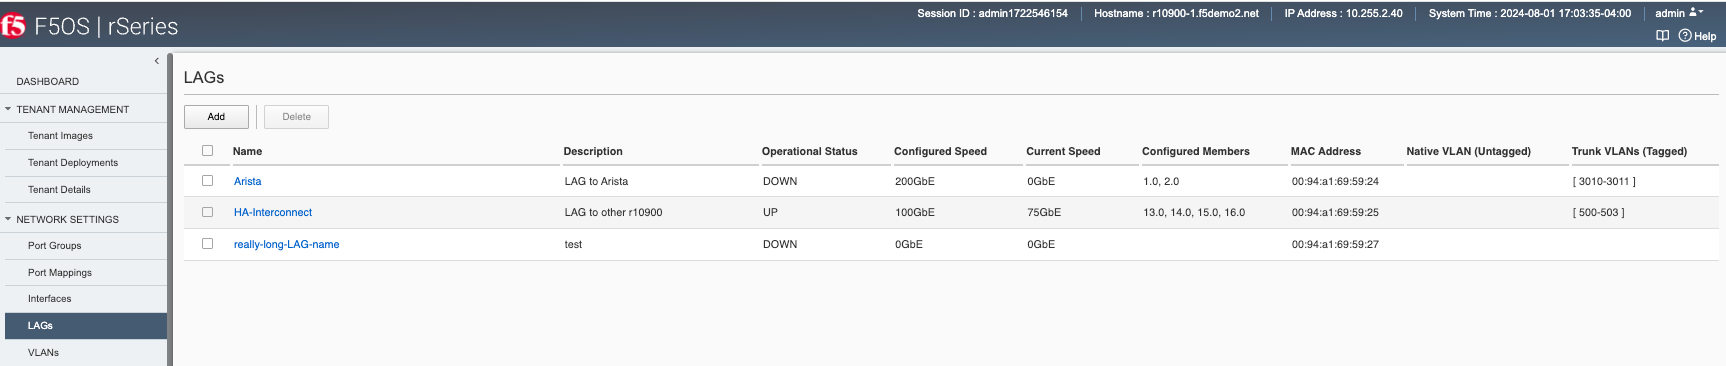 Session ID : admin1722546154 Hostname : r10900-1.f5demo2.net IP Address : 10.255.2.40 System Time : 2024-08-01 17:03:35-04:00 admin
f5 F5OS | rSeries
Help
DASHBOARD
TENANT MANAGEMENT
Tenant Images
Tenant Deployments
Tenant Details
NETWORK SETTINGS
Port Groups
Port Mappings
Interfaces
LAGs
VLANs
LAGs
Add Delete
Name Description Operational Status Configured Speed Current Speed Configured Members MAC Address Native VLAN (Untagged) Trunk VLANs (Tagged)
Arista LAG to Arista DOWN 200GbE 0GbE 1.0, 2.0 00:94:a1:69:59:24 [ 3010-3011 ]
HA-Interconnect LAG to other r10900 UP 100GbE 75GbE 13.0, 14.0, 15.0, 16.0 00:94:a1:69:59:25 [ 500-503 ]
really-long-LAG-name test DOWN 0GbE 0GbE 00:94:a1:69:59:27